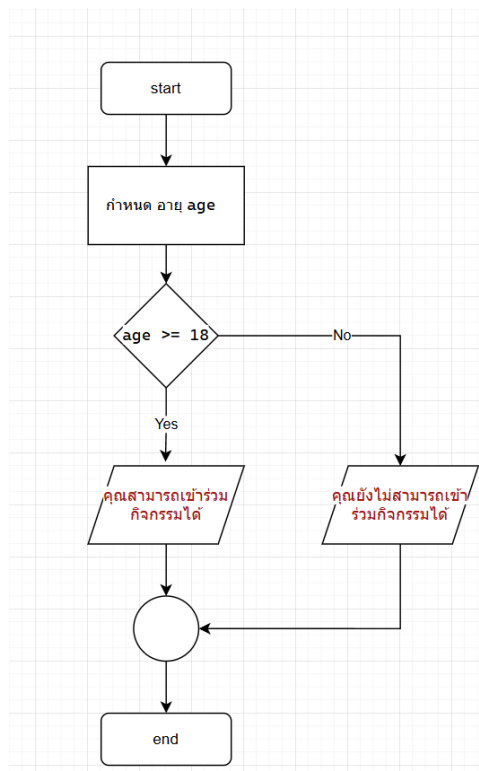 start
กำหนด อายุ age
age >= 18
No
Yes
คุณสามารถเข้าร่วม
กิจกรรมได้
คุณยังไม่สามารถเข้า
ร่วมกิจกรรมได้
end